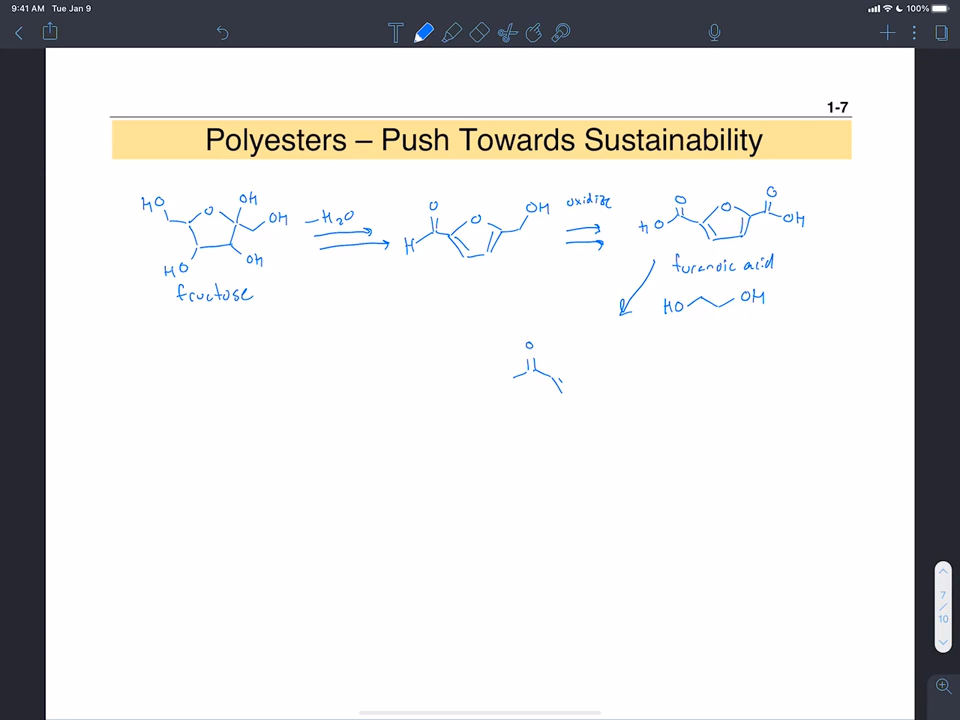 9:41 AM Tue Jan 9
100%
T
1-7
Polyesters – Push Towards Sustainability
HO O OH OH
HO OH
fructose
–H2O
O H O OH
oxidize
HO O O O OH
furandic acid
HO OH
O
7
/
10